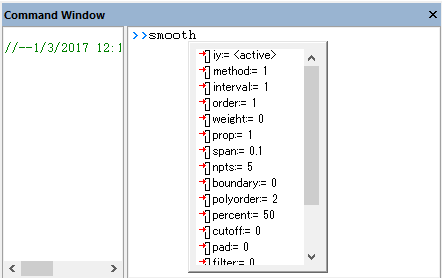 Command Window
//--1/3/2017 12:1
>>smooth
iy:= <active>
method:= 1
interval:= 1
order:= 1
weight:= 0
prop:= 1
span:= 0.1
npts:= 5
boundary:= 0
polyorder:= 2
percent:= 50
cutoff:= 0
pad:= 0
filter:= 0